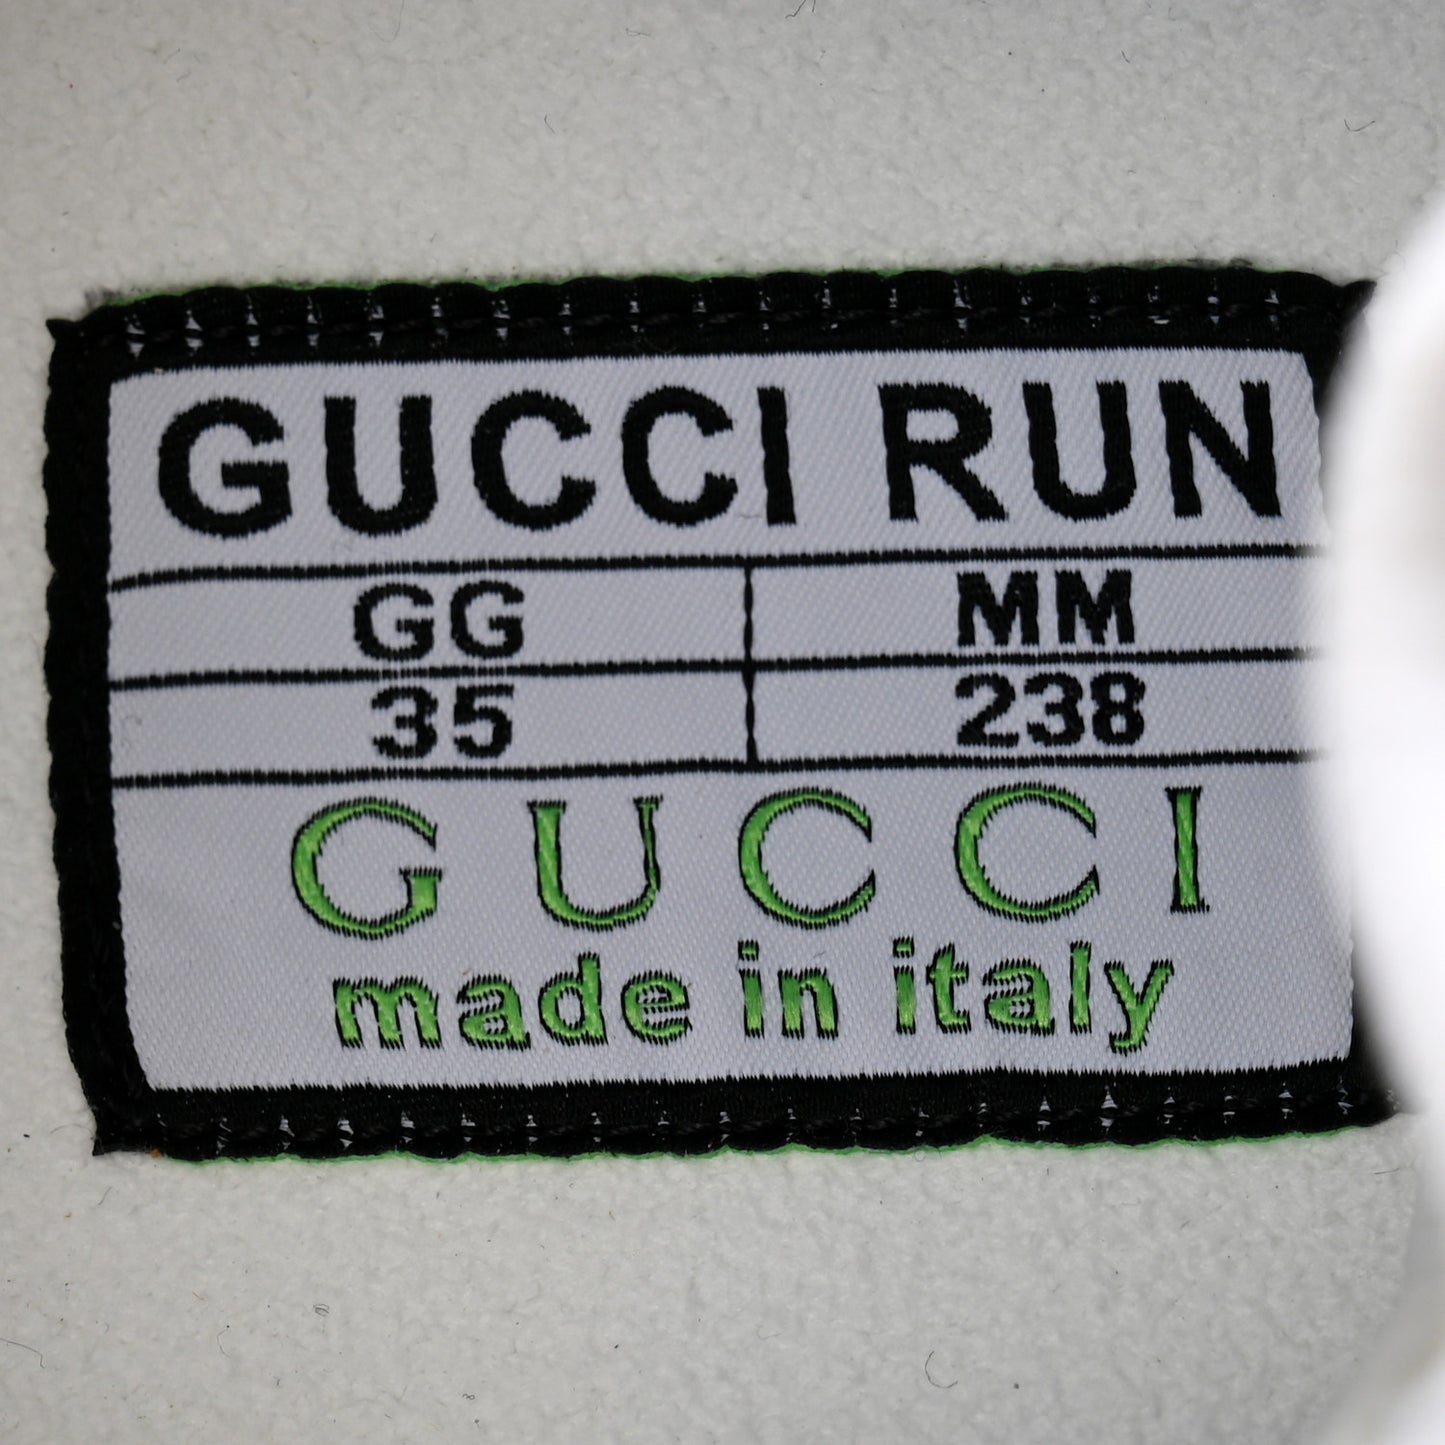 GUCCI RUN
GG MM
35 238
GUCCI
made in italy